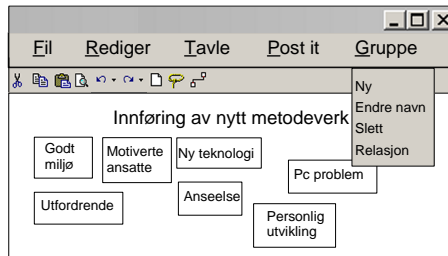 Fil Rediger Tavle Post it Gruppe
Ny
Endre navn
Slett
Relasjon
Innføring av nytt metodeverk
Godt
miljø
Motiverte
ansatte
Ny teknologi
Pc problem
Utfordrende
Anseelse
Personlig
utvikling